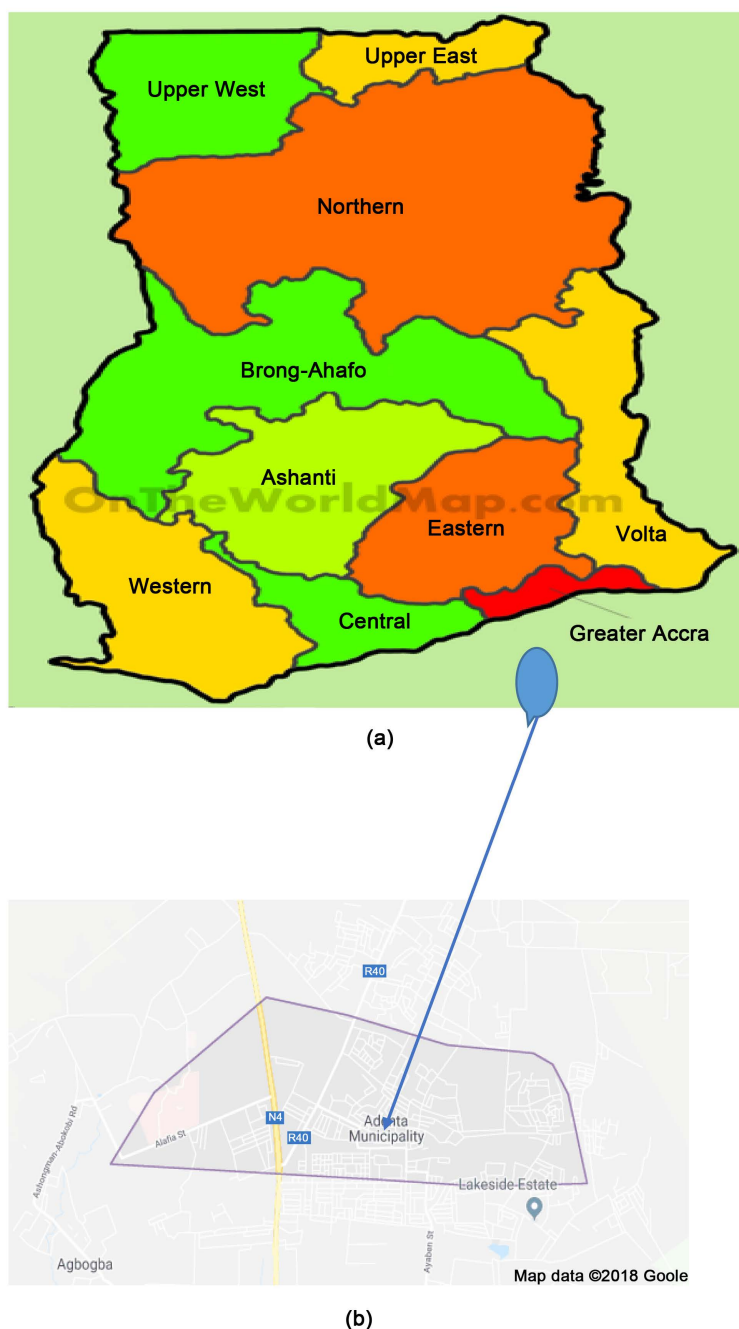 Upper East
Upper West
Northern
Brong-Ahafo
Ashanti
OnTheWorldMap.com
Eastern
Volta
Western
Central
Greater Accra
(a)
R40
Ashongman-Abokobi Rd
N4
Alafia St
R40
Adenta
Municipality
Lakeside Estate
Ayaben St
Agbogba
Map data ©2018 Goole
(b)